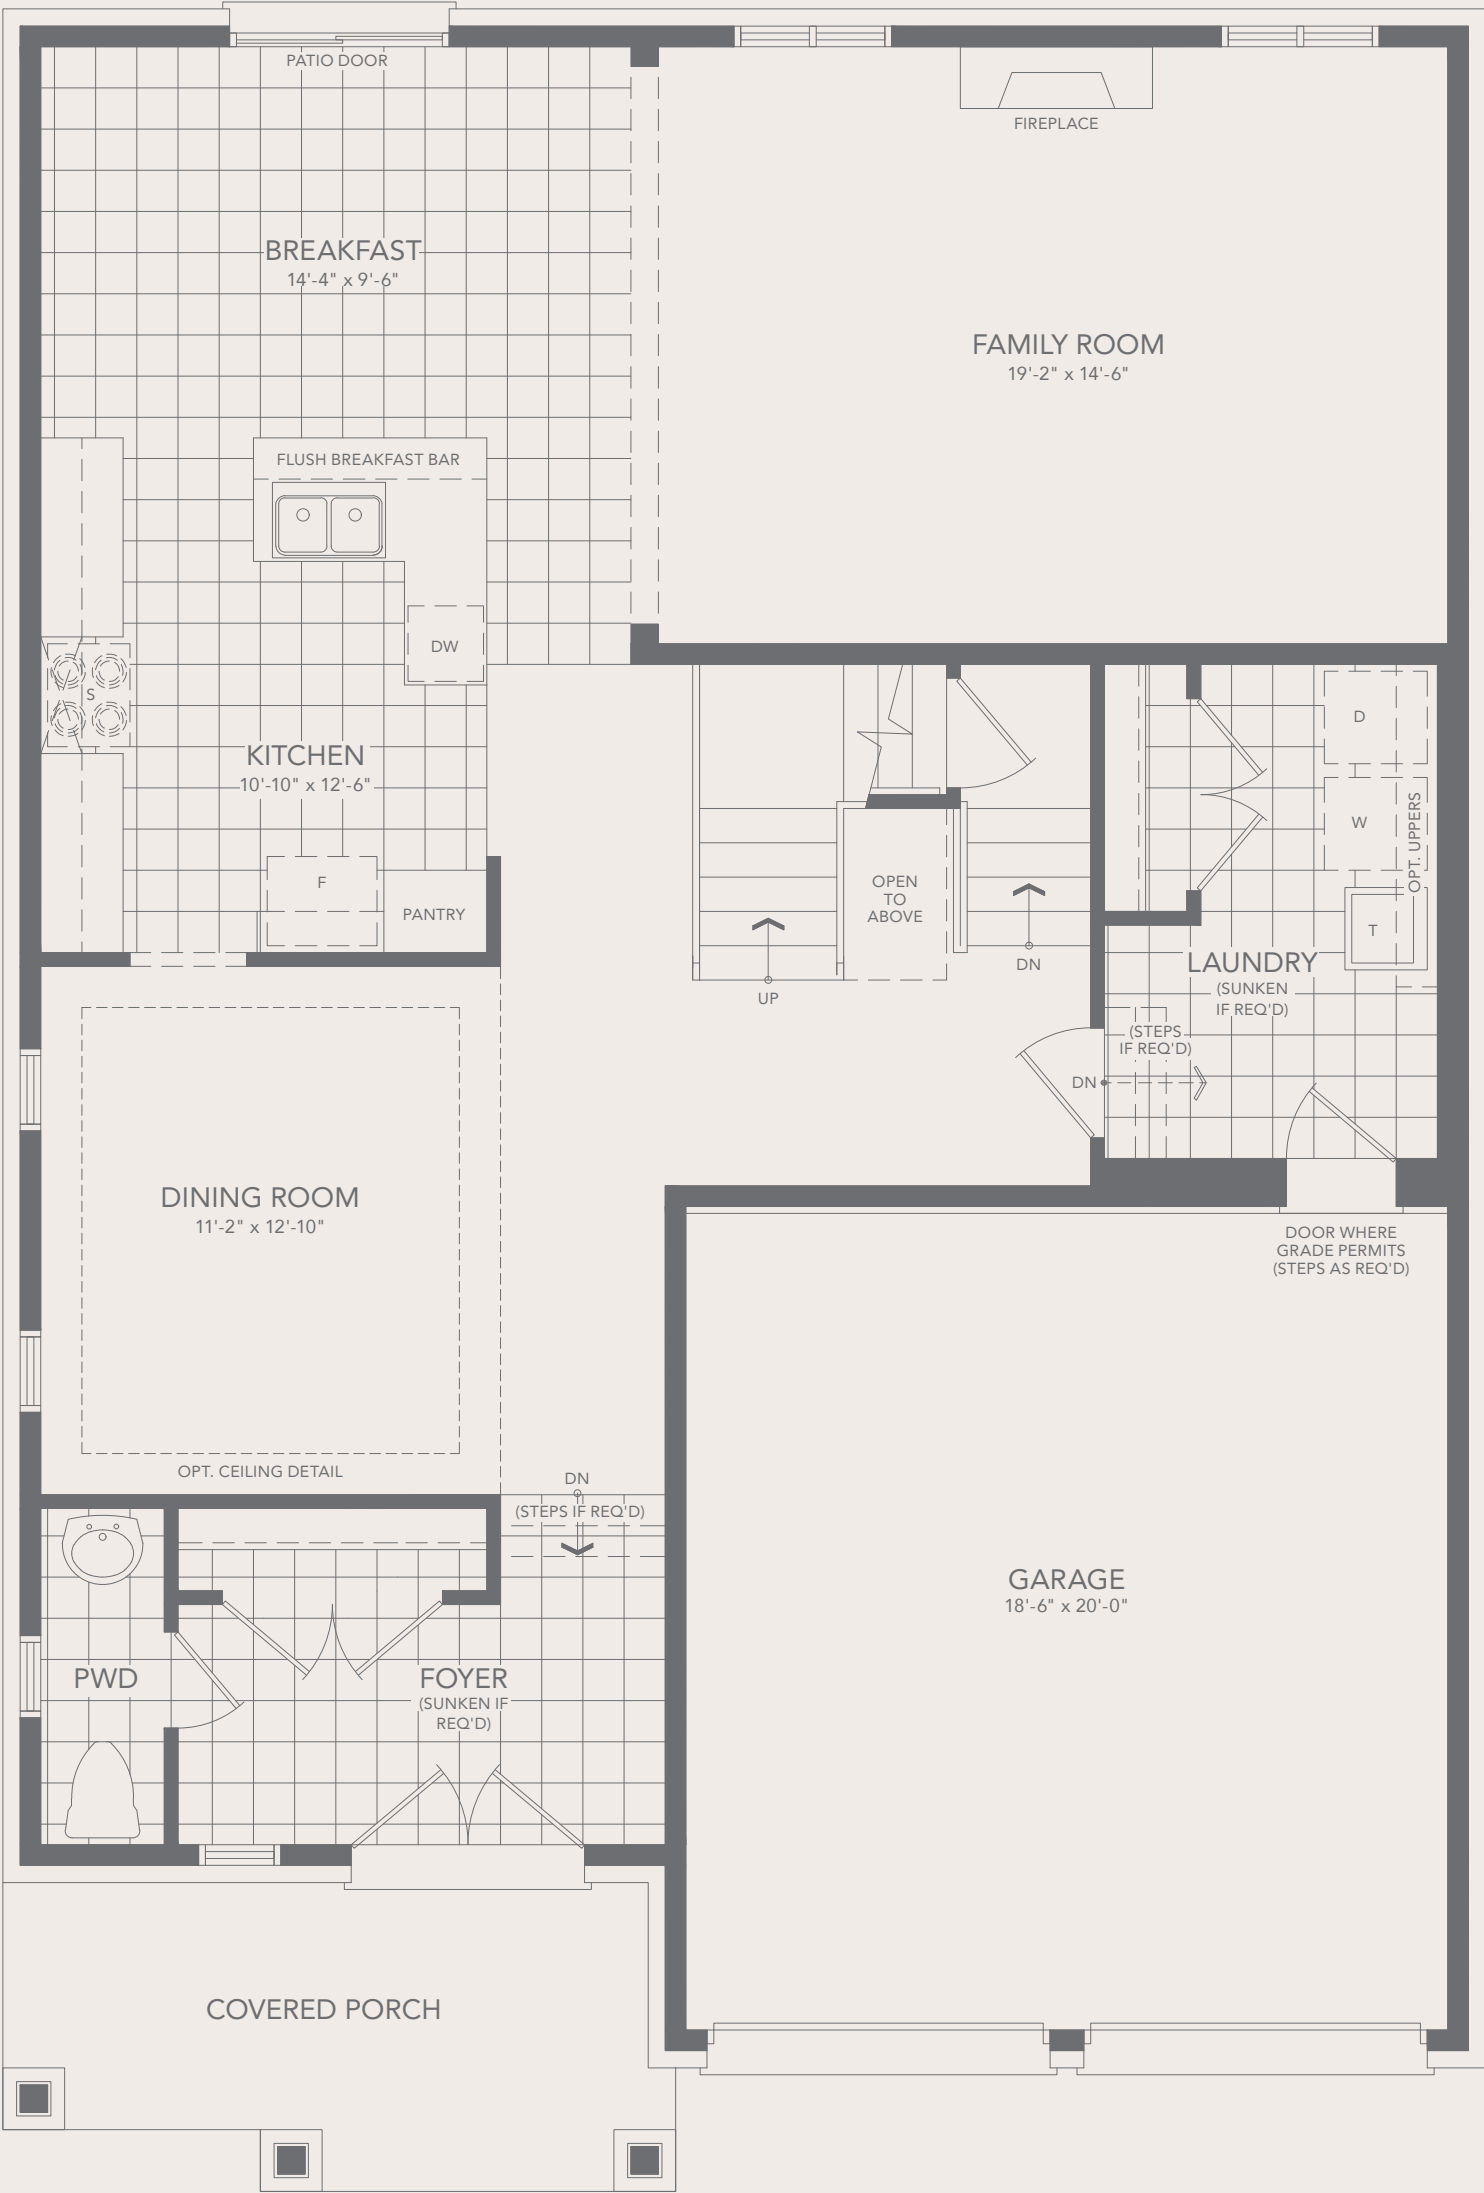 PATIO DOOR
FIREPLACE
BREAKFAST
14'-4" x 9'-6"
FAMILY ROOM
19'-2" x 14'-6"
FLUSH BREAKFAST BAR
DW
S
KITCHEN
10'-10" x 12'-6"
F
PANTRY
OPEN
TO
ABOVE
UP
DN
D
W
OPT. UPPERS
T
LAUNDRY
(SUNKEN
IF REQ'D)
(STEPS
IF REQ'D)
DN
DINING ROOM
11'-2" x 12'-10"
OPT. CEILING DETAIL
DOOR WHERE
GRADE PERMITS
(STEPS AS REQ'D)
DN
(STEPS IF REQ'D)
GARAGE
18'-6" x 20'-0"
PWD
FOYER
(SUNKEN IF
REQ'D)
COVERED PORCH